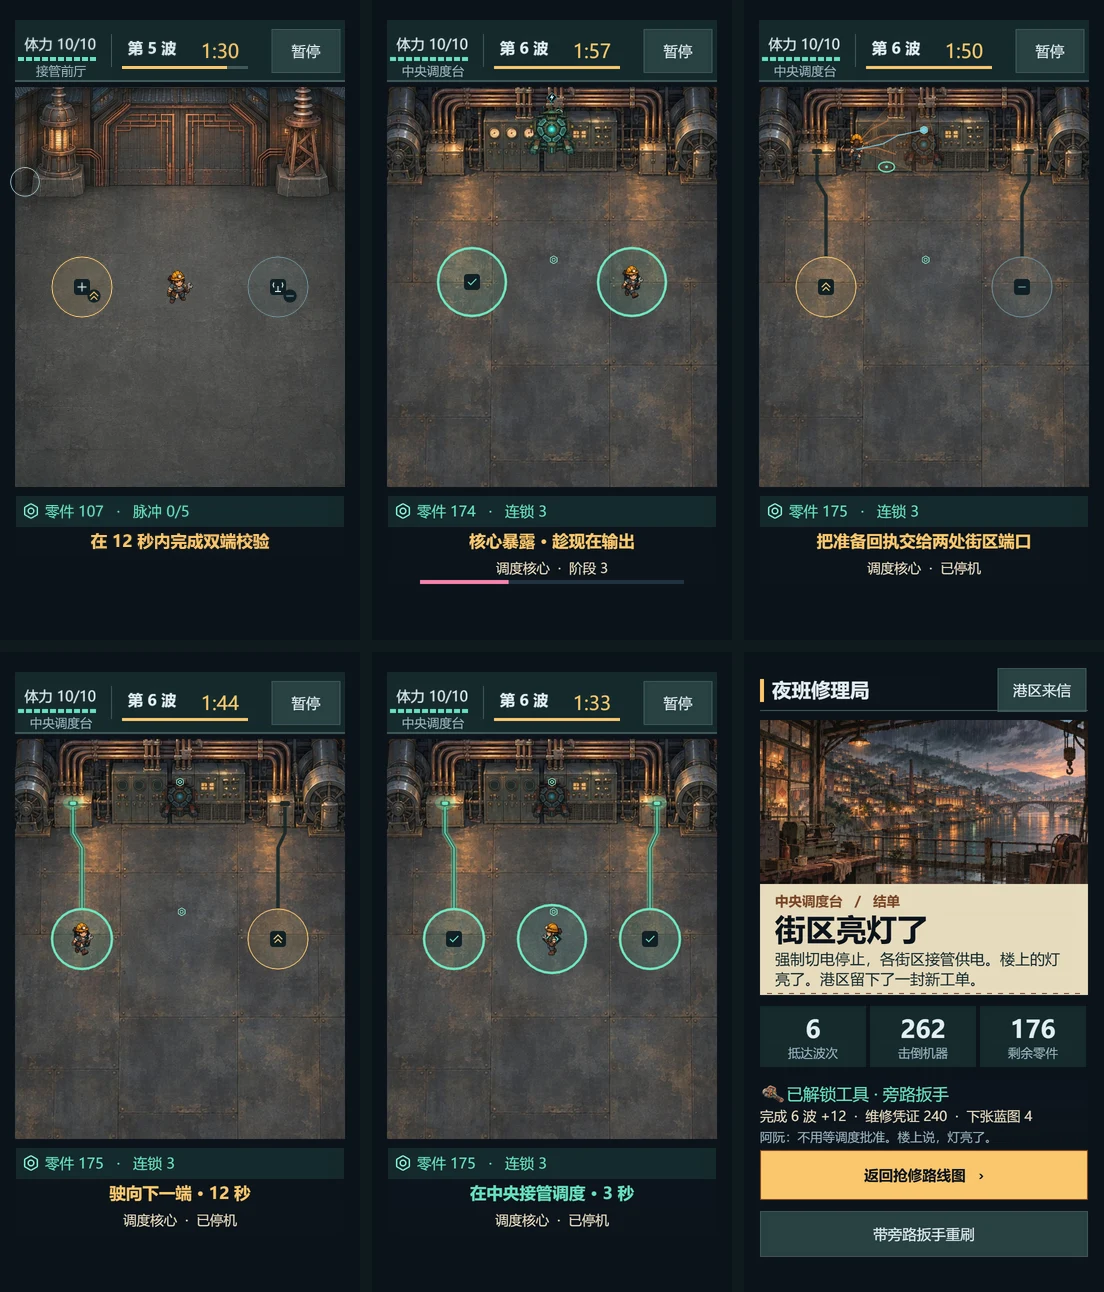 体力 10/10
第 5 波
1:30
暂停
接管前厅
零件 107 · 脉冲 0/5
在 12 秒内完成双端校验
体力 10/10
第 6 波
1:57
暂停
中央调度台
零件 174 · 连锁 3
核心暴露 · 趁现在输出
调度核心 · 阶段 3
体力 10/10
第 6 波
1:50
暂停
中央调度台
零件 175 · 连锁 3
把准备回执交给两处街区端口
调度核心 · 已停机
体力 10/10
第 6 波
1:44
暂停
中央调度台
零件 175 · 连锁 3
驶向下一端 · 12 秒
调度核心 · 已停机
体力 10/10
第 6 波
1:33
暂停
中央调度台
零件 175 · 连锁 3
在中央接管调度 · 3 秒
调度核心 · 已停机
夜班修理局
港区来信
中央调度台 / 结单
街区亮灯了
强制切电停止，各街区接管供电。楼上的灯
亮了。港区留下了一封新工单。
6
抵达波次
262
击倒机器
176
剩余零件
已解锁工具 · 旁路扳手
完成 6 波 +12 · 维修凭证 240 · 下张蓝图 4
阿阮：不用等调度批准。楼上说，灯亮了。
返回抢修路线图 ›
带旁路扳手重刷